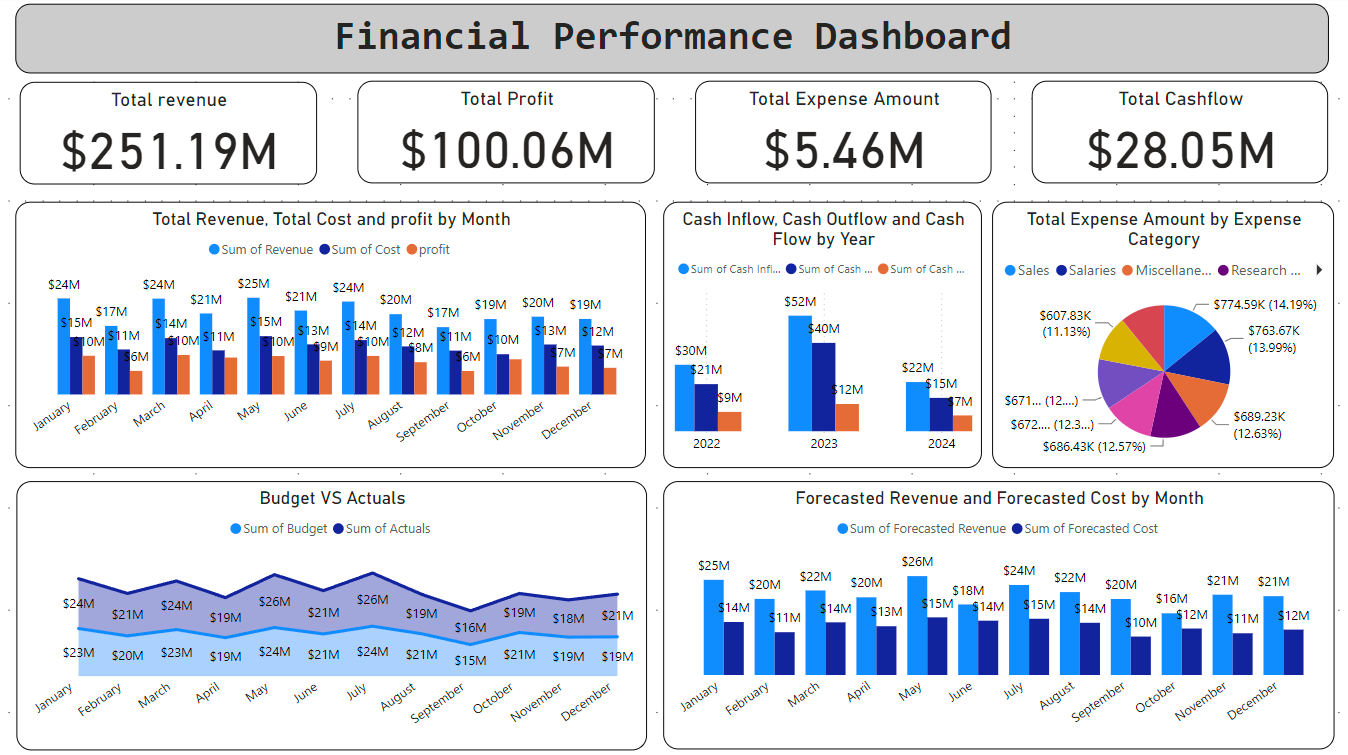 Financial Performance Dashboard
Total revenue
$251.19M
Total Profit
$100.06M
Total Expense Amount
$5.46M
Total Cashflow
$28.05M
Total Revenue, Total Cost and profit by Month
Sum of Revenue Sum of Cost profit
$24M $15M $10M
$17M $11M $6M
$24M $14M $10M
$21M $11M
$25M $15M $10M
$21M $13M $9M
$24M $14M $10M
$20M $12M $8M
$17M $11M $6M
$19M $10M
$20M $13M $7M
$19M $12M $7M
January February March April May June July August September October November December
Cash Inflow, Cash Outflow and Cash
Flow by Year
Sum of Cash Infl... Sum of Cash ... Sum of Cash ...
$30M $21M $9M
$52M $40M $12M
$22M $15M $7M
2022 2023 2024
Total Expense Amount by Expense
Category
Sales Salaries Miscellane... Research ...
$774.59K (14.19%)
$763.67K
(13.99%)
$689.23K
(12.63%)
$686.43K (12.57%)
$672.... (12.3...)
$671... (12....)
$607.83K
(11.13%)
Budget VS Actuals
Sum of Budget Sum of Actuals
$24M $21M $24M $19M $26M $21M $26M $19M $16M $19M $18M $21M
$23M $20M $23M $19M $24M $21M $24M $21M $15M $21M $19M $19M
January February March April May June July August September October November December
Forecasted Revenue and Forecasted Cost by Month
Sum of Forecasted Revenue Sum of Forecasted Cost
$25M $14M
$20M $11M
$22M $14M
$20M $13M
$26M $15M
$18M $14M
$24M $15M
$22M $14M
$20M $10M
$16M $12M
$21M $11M
$21M $12M
January February March April May June July August September October November December